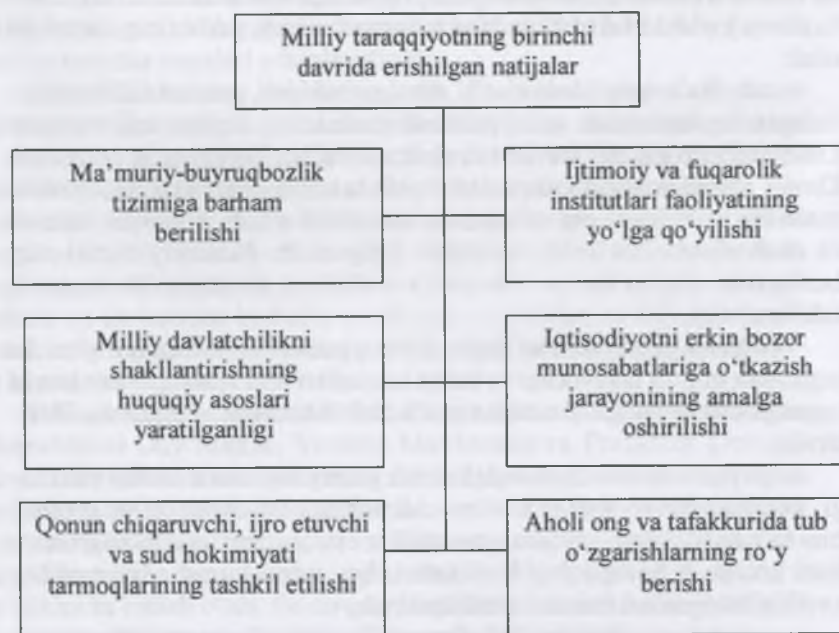 Milliy taraqqiyotning birinchi
davrida erishilgan natijalar
Ma'muriy-buyruqbozlik
tizimiga barham
berilishi
Ijtimoiy va fuqarolik
institutlari faoliyatining
yo‘lga qo‘yilishi
Milliy davlatchilikni
shakllantirishning
huquqiy asoslari
yaratilganligi
Iqtisodiyotni erkin bozor
munosabatlariga o‘tkazish
jarayonining amalga
oshirilishi
Qonun chiqaruvchi, ijro etuvchi
va sud hokimiyati
tarmoqlarining tashkil etilishi
Aholi ong va tafakkurida tub
o‘zgarishlarning ro‘y
berishi